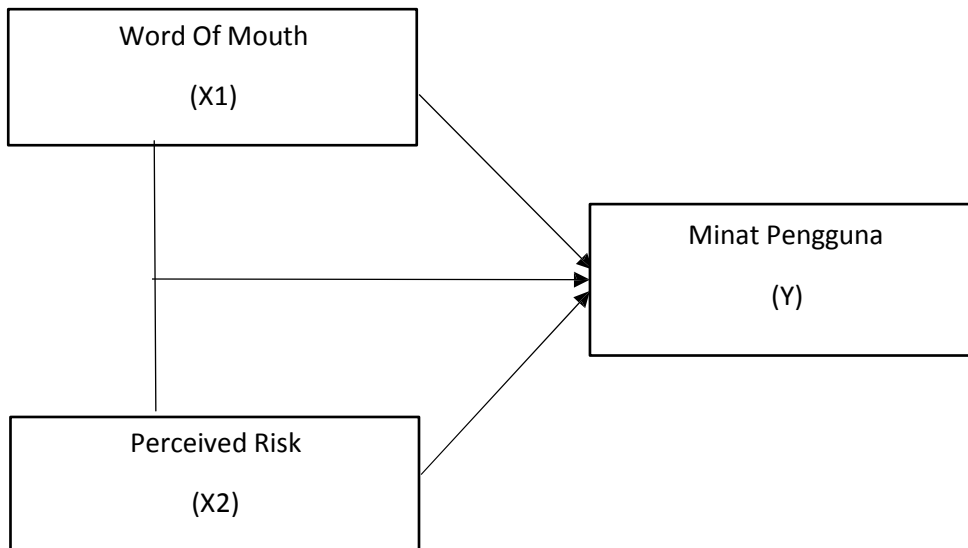 Word Of Mouth
(X1)
Minat Pengguna
(Y)
Perceived Risk
(X2)